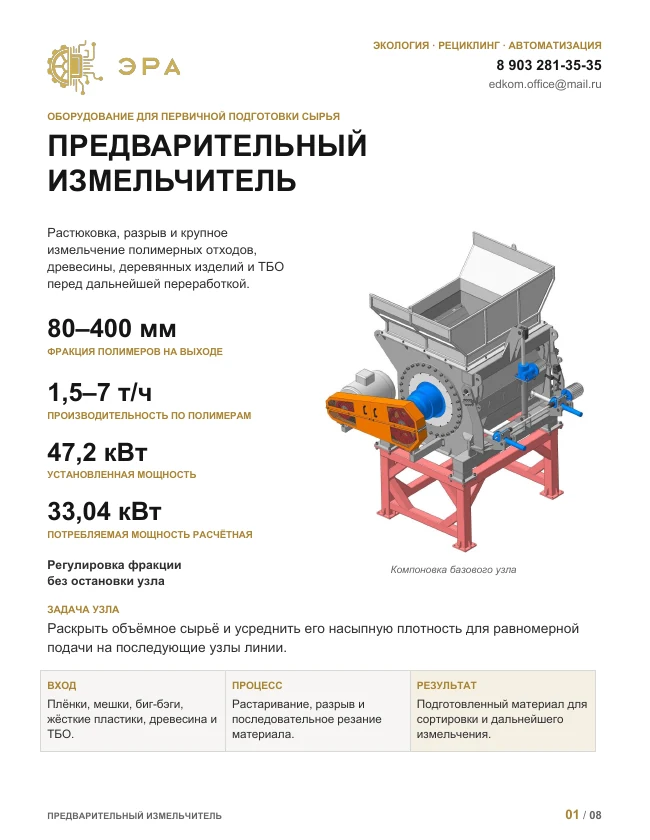 ЭРА
ЭКОЛОГИЯ · РЕЦИКЛИНГ · АВТОМАТИЗАЦИЯ
8 903 281-35-35
edkom.office@mail.ru
ОБОРУДОВАНИЕ ДЛЯ ПЕРВИЧНОЙ ПОДГОТОВКИ СЫРЬЯ
ПРЕДВАРИТЕЛЬНЫЙ
ИЗМЕЛЬЧИТЕЛЬ
Растюковка, разрыв и крупное
измельчение полимерных отходов,
древесины, деревянных изделий и ТБО
перед дальнейшей переработкой.
80–400 мм
ФРАКЦИЯ ПОЛИМЕРОВ НА ВЫХОДЕ
1,5–7 т/ч
ПРОИЗВОДИТЕЛЬНОСТЬ ПО ПОЛИМЕРАМ
47,2 кВт
УСТАНОВЛЕННАЯ МОЩНОСТЬ
33,04 кВт
ПОТРЕБЛЯЕМАЯ МОЩНОСТЬ РАСЧЁТНАЯ
Регулировка фракции
без остановки узла
Компоновка базового узла
ЗАДАЧА УЗЛА
Раскрыть объёмное сырьё и усреднить его насыпную плотность для равномерной
подачи на последующие узлы линии.
ВХОД
Плёнки, мешки, биг-бэги,
жёсткие пластики, древесина и
ТБО.
ПРОЦЕСС
Растаривание, разрыв и
последовательное резание
материала.
РЕЗУЛЬТАТ
Подготовленный материал для
сортировки и дальнейшего
измельчения.
ПРЕДВАРИТЕЛЬНЫЙ ИЗМЕЛЬЧИТЕЛЬ
01 / 08